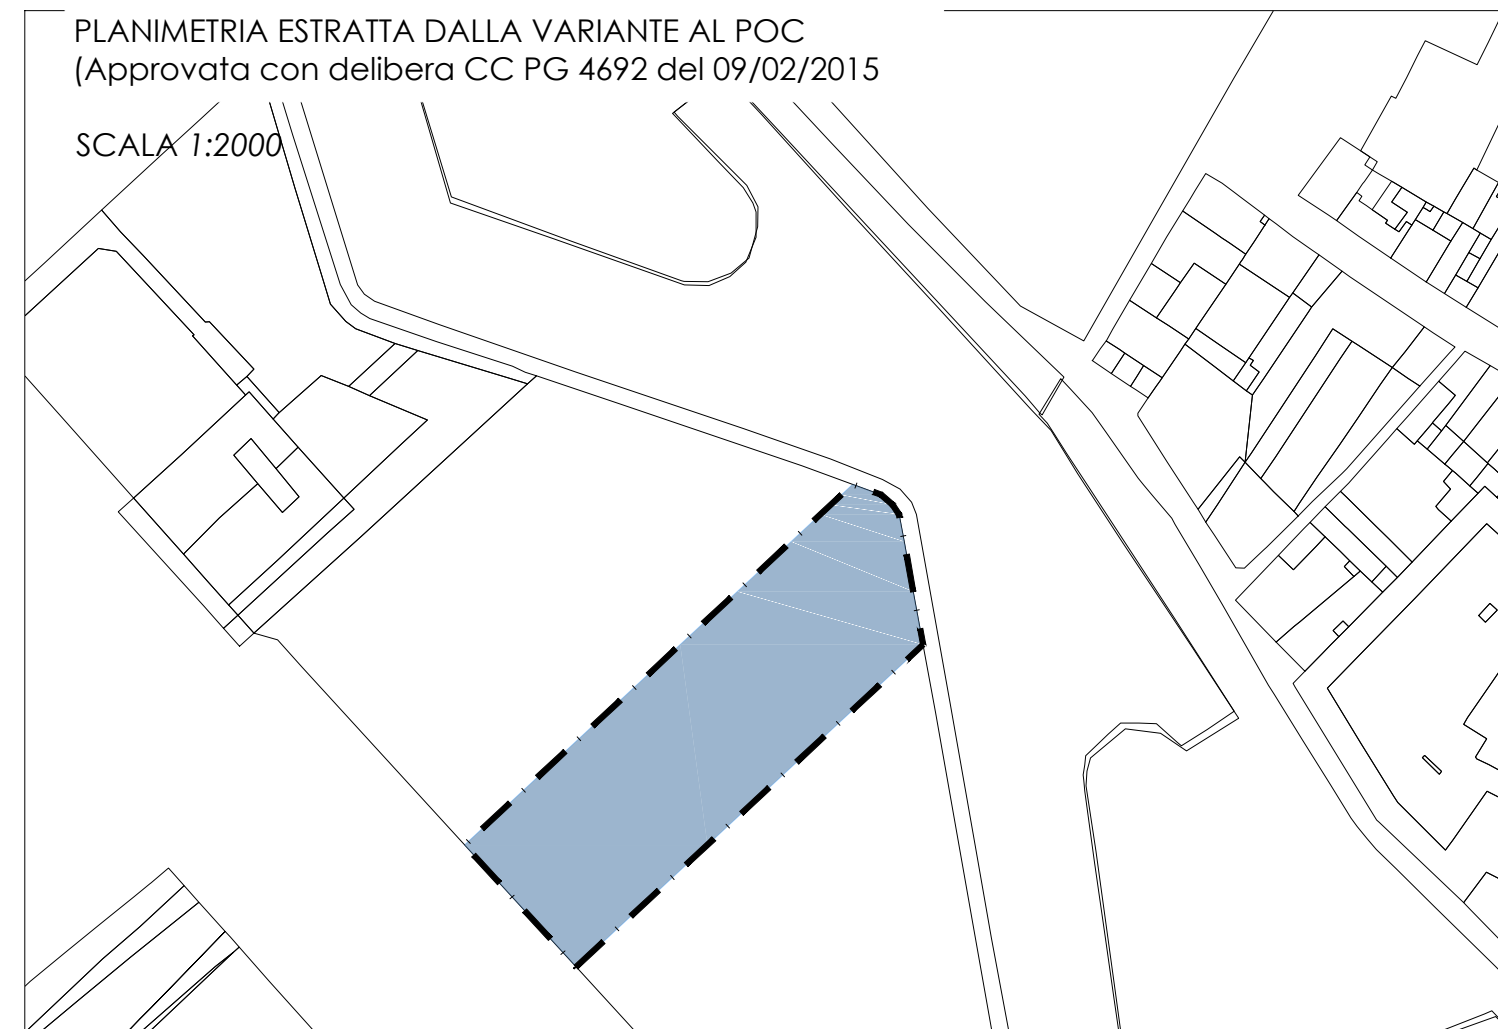 PLANIMETRIA ESTRATTA DALLA VARIANTE AL POC
(Approvata con delibera CC PG 4692 del 09/02/2015
SCALA 1:2000